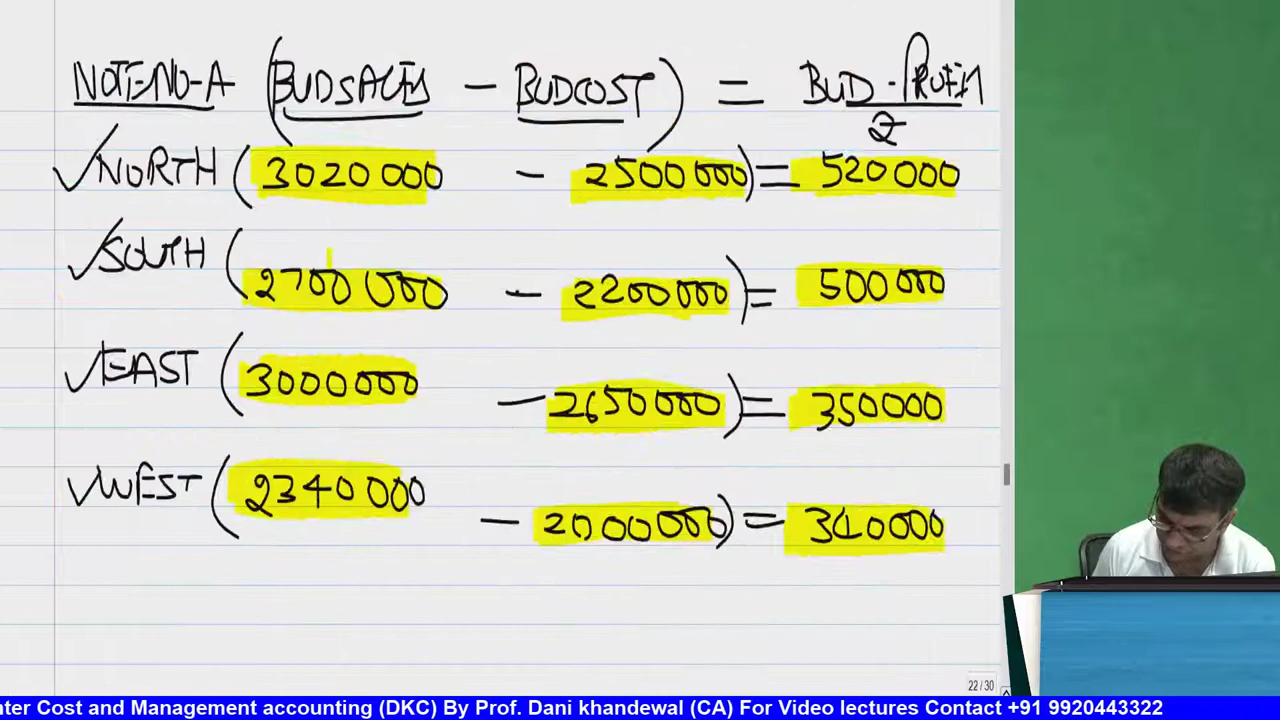 NOTE-NO-A (BUDSALES - BUDCOST) = BUD-PROFIT
2
NORTH (3020000 - 2500000) = 520000
SOUTH (2700000 - 2200000) = 500000
EAST (3000000 - 2650000) = 350000
WEST (2340000 - 2000000) = 340000
22 / 30
nter Cost and Management accounting (DKC) By Prof. Dani khandewal (CA) For Video lectures Contact +91 9920443322